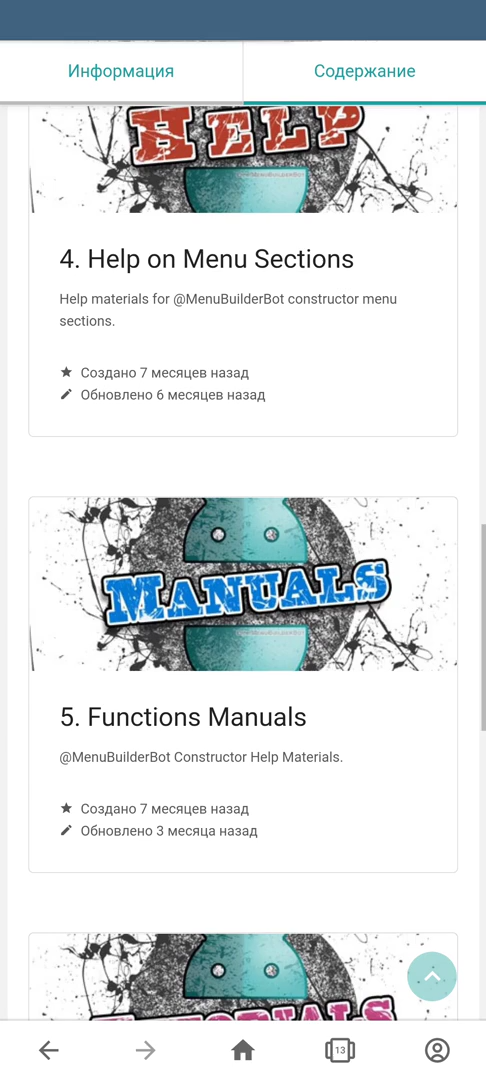 Информация
Содержание
HELP
4. Help on Menu Sections
Help materials for @MenuBuilderBot constructor menu
sections.
Создано 7 месяцев назад
Обновлено 6 месяцев назад
MANUALS
5. Functions Manuals
@MenuBuilderBot Constructor Help Materials.
Создано 7 месяцев назад
Обновлено 3 месяца назад
13